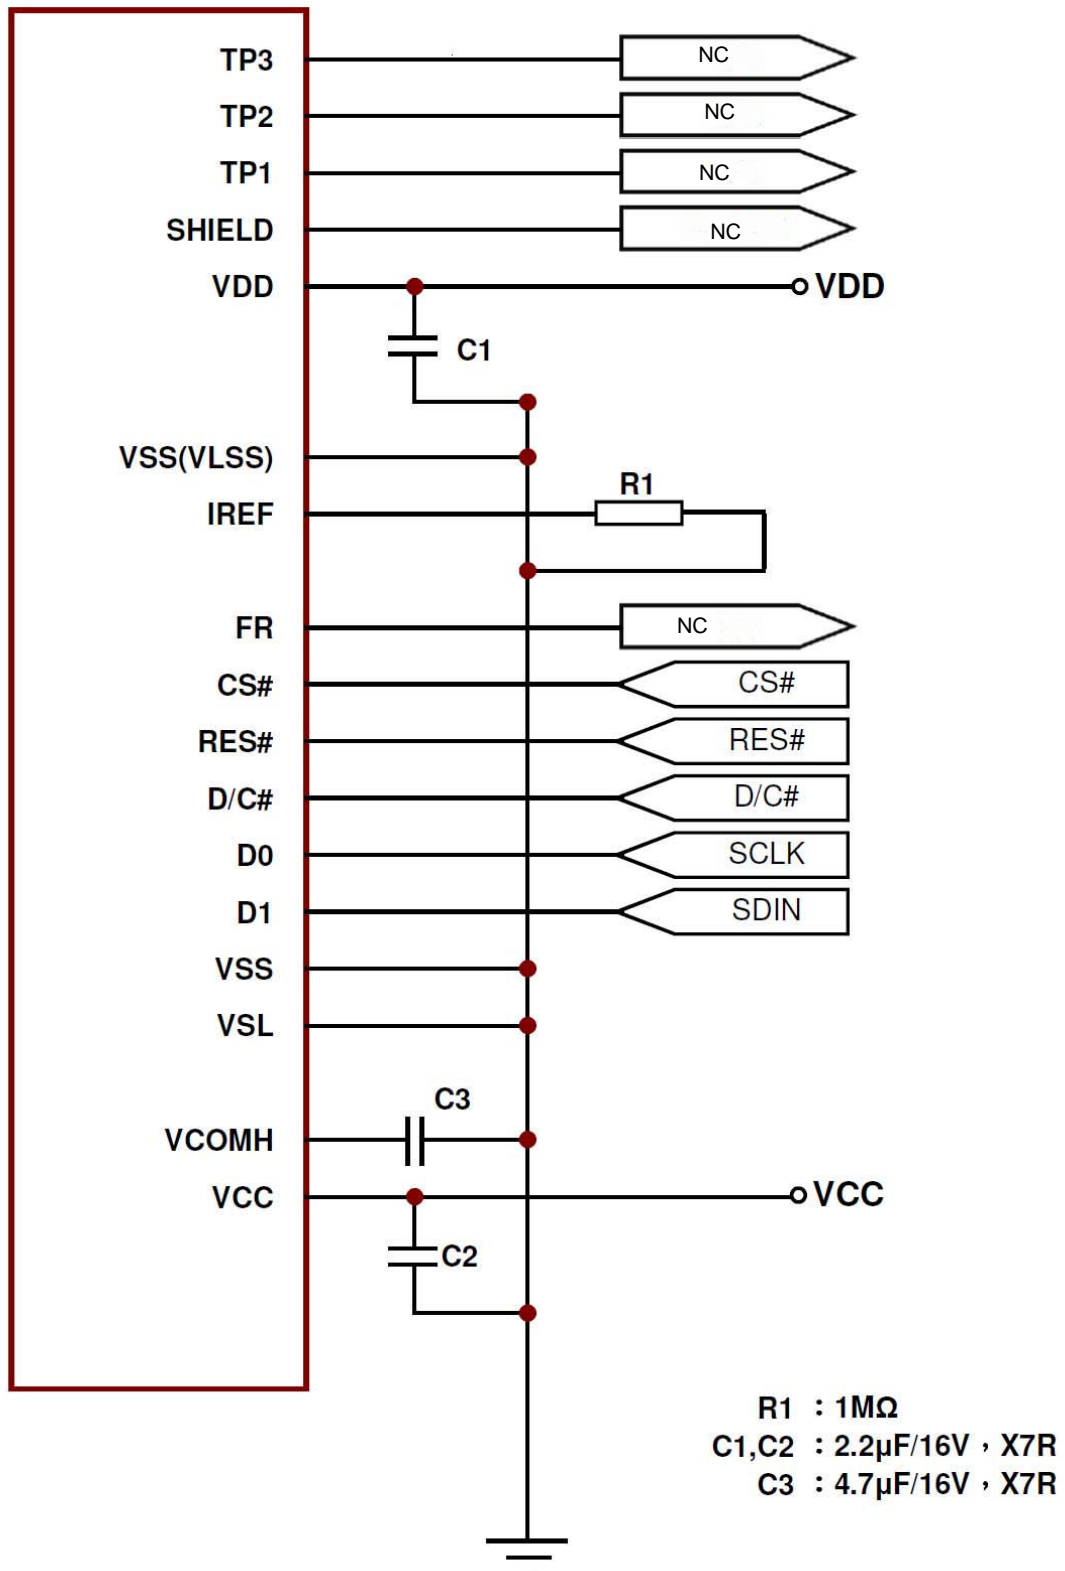 TP3 NC
TP2 NC
TP1 NC
SHIELD NC
VDD VDD
C1
VSS(VLSS)
R1
IREF
FR NC
CS# CS#
RES# RES#
D/C# D/C#
D0 SCLK
D1 SDIN
VSS
VSL
C3
VCOMH
VCC VCC
C2
R1 : 1MΩ
C1,C2 : 2.2μF/16V，X7R
C3 : 4.7μF/16V，X7R